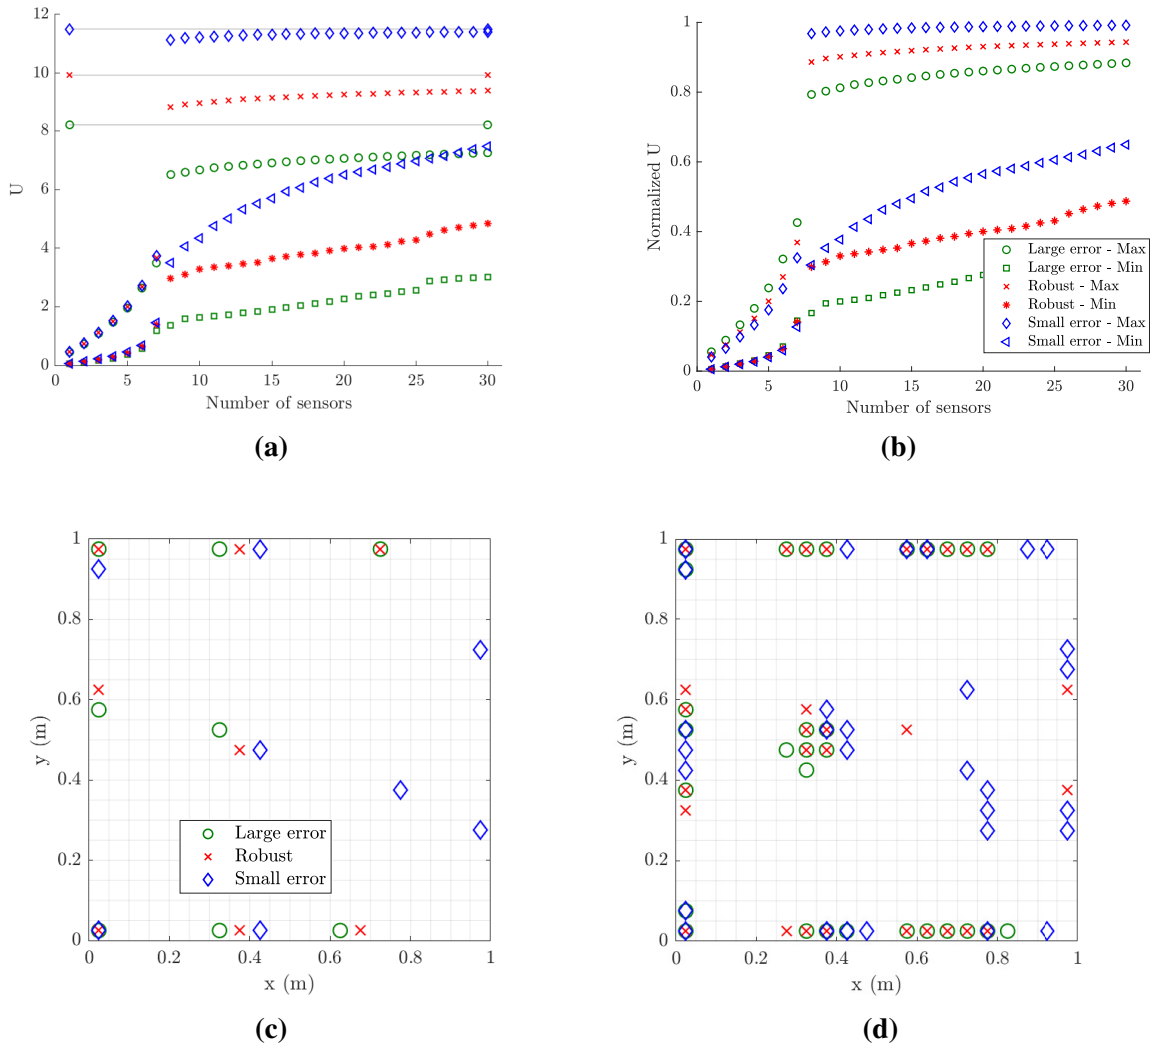 12
10
8
6
4
2
0
U
0
5
10
15
20
25
30
Number of sensors
(a)
1
0.8
0.6
0.4
0.2
0
Normalized U
0
5
10
15
20
25
30
Number of sensors
Large error - Max
Large error - Min
Robust - Max
Robust - Min
Small error - Max
Small error - Min
(b)
1
0.8
0.6
0.4
0.2
0
y (m)
0
0.2
0.4
0.6
0.8
1
x (m)
Large error
Robust
Small error
(c)
1
0.8
0.6
0.4
0.2
0
y (m)
0
0.2
0.4
0.6
0.8
1
x (m)
(d)